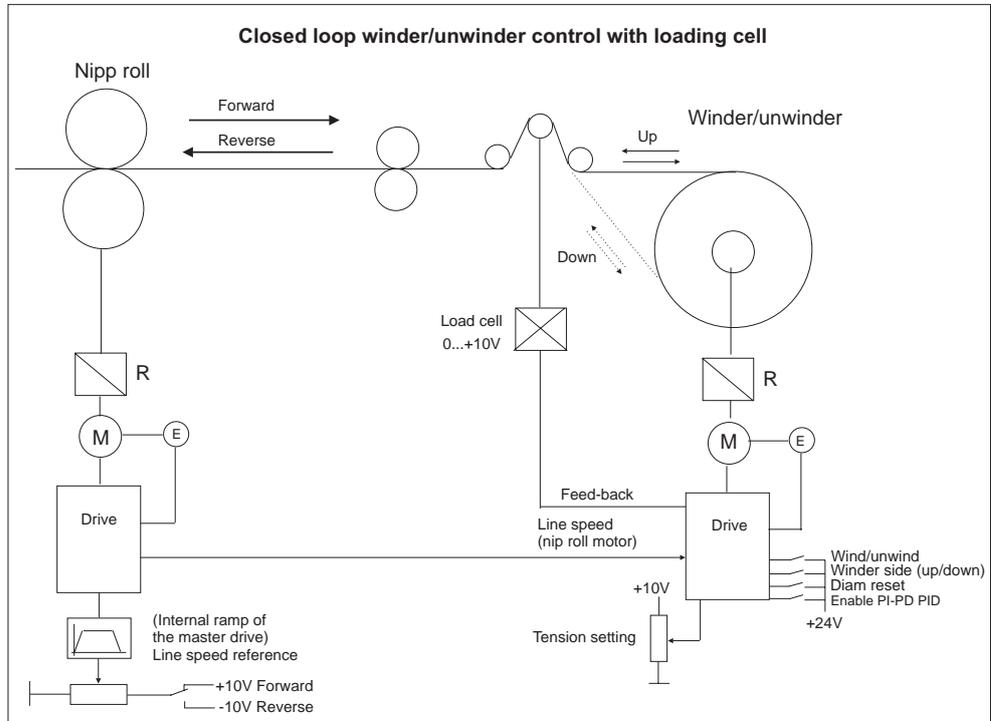 Closed loop winder/unwinder control with loading cell
Nipp roll
Forward
Reverse
Winder/unwinder
Up
Down
Load cell
0...+10V
R
R
M
E
M
E
Feed-back
Drive
Drive
Line speed
(nip roll motor)
Wind/unwind
Winder side (up/down)
Diam reset
Enable PI-PD PID
+24V
+10V
Tension setting
(Internal ramp of
the master drive)
Line speed reference
+10V Forward
-10V Reverse